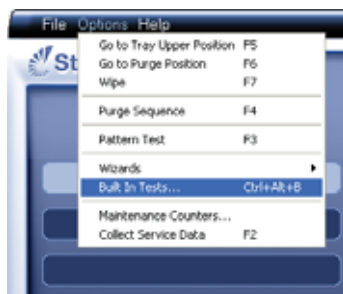 File Options Help
St
Go to Tray Upper Position F5
Go to Purge Position F6
Wipe F7
Purge Sequence F4
Pattern Test F3
Wizards
Built In Tests... Ctrl+Alt+B
Maintenance Counters...
Collect Service Data F2